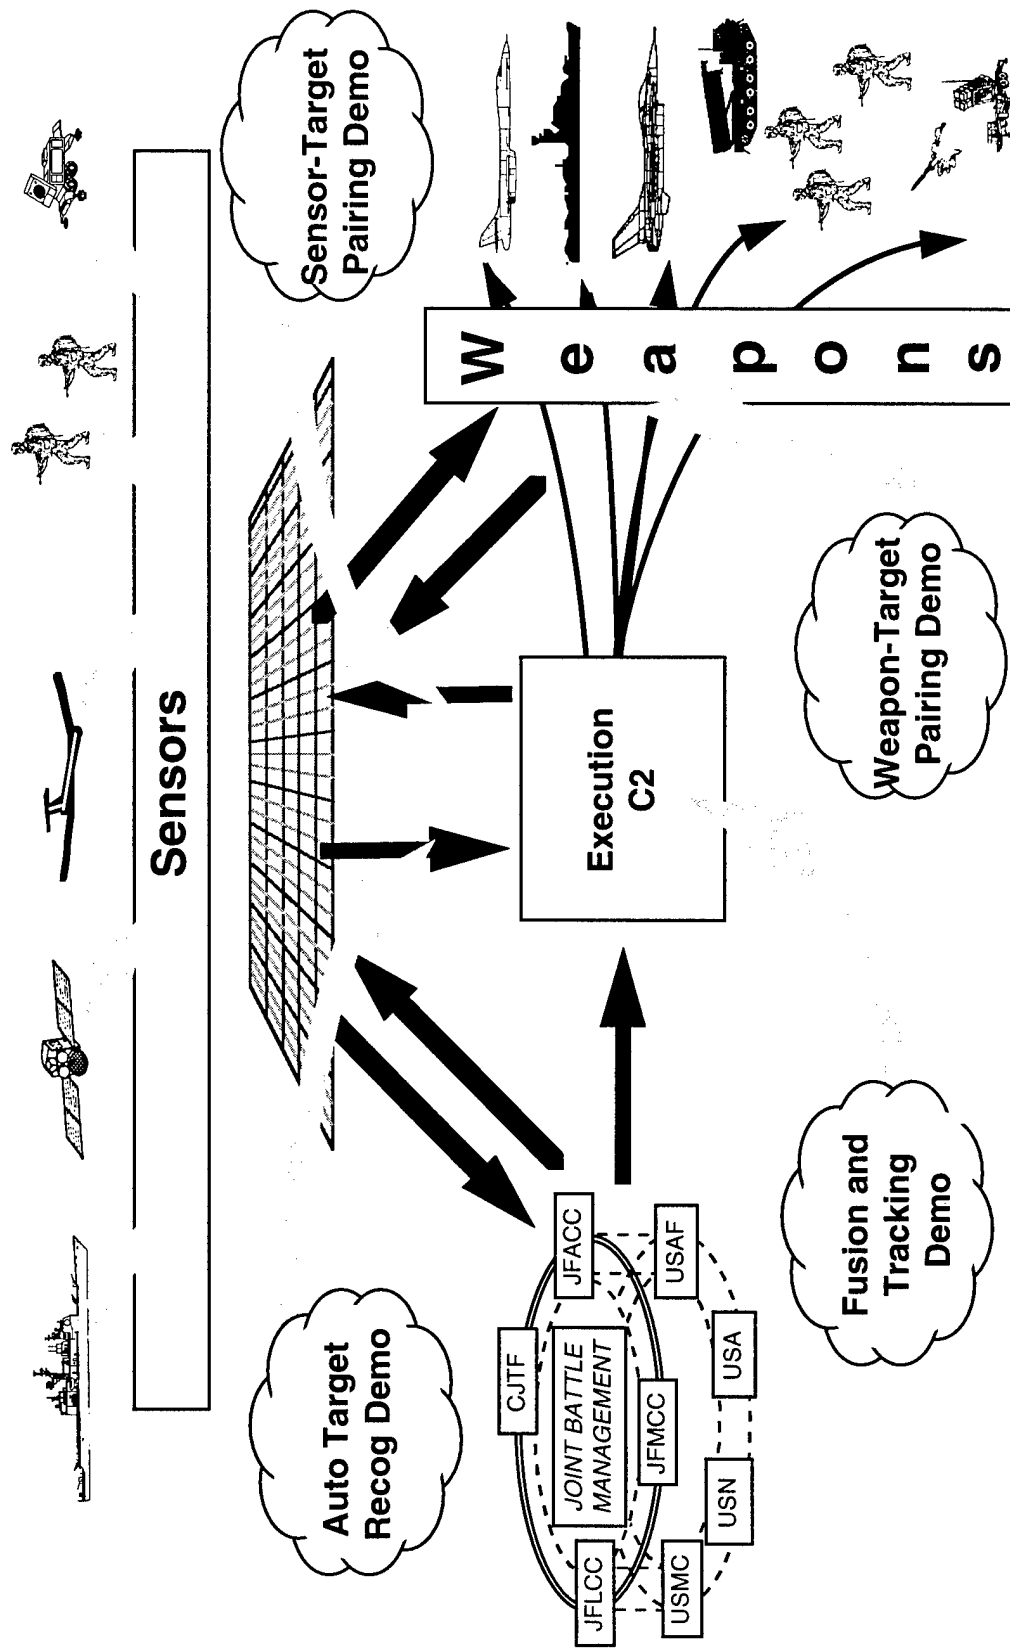 Sensors
Auto Target
Recog Demo
Sensor-Target
Pairing Demo
CJTF
JFACC
JOINT BATTLE
MANAGEMENT
JFLCC
JFMCC
USAF
USMC
USN
USA
Execution
C2
Weapons
Fusion and
Tracking
Demo
Weapon-Target
Pairing Demo